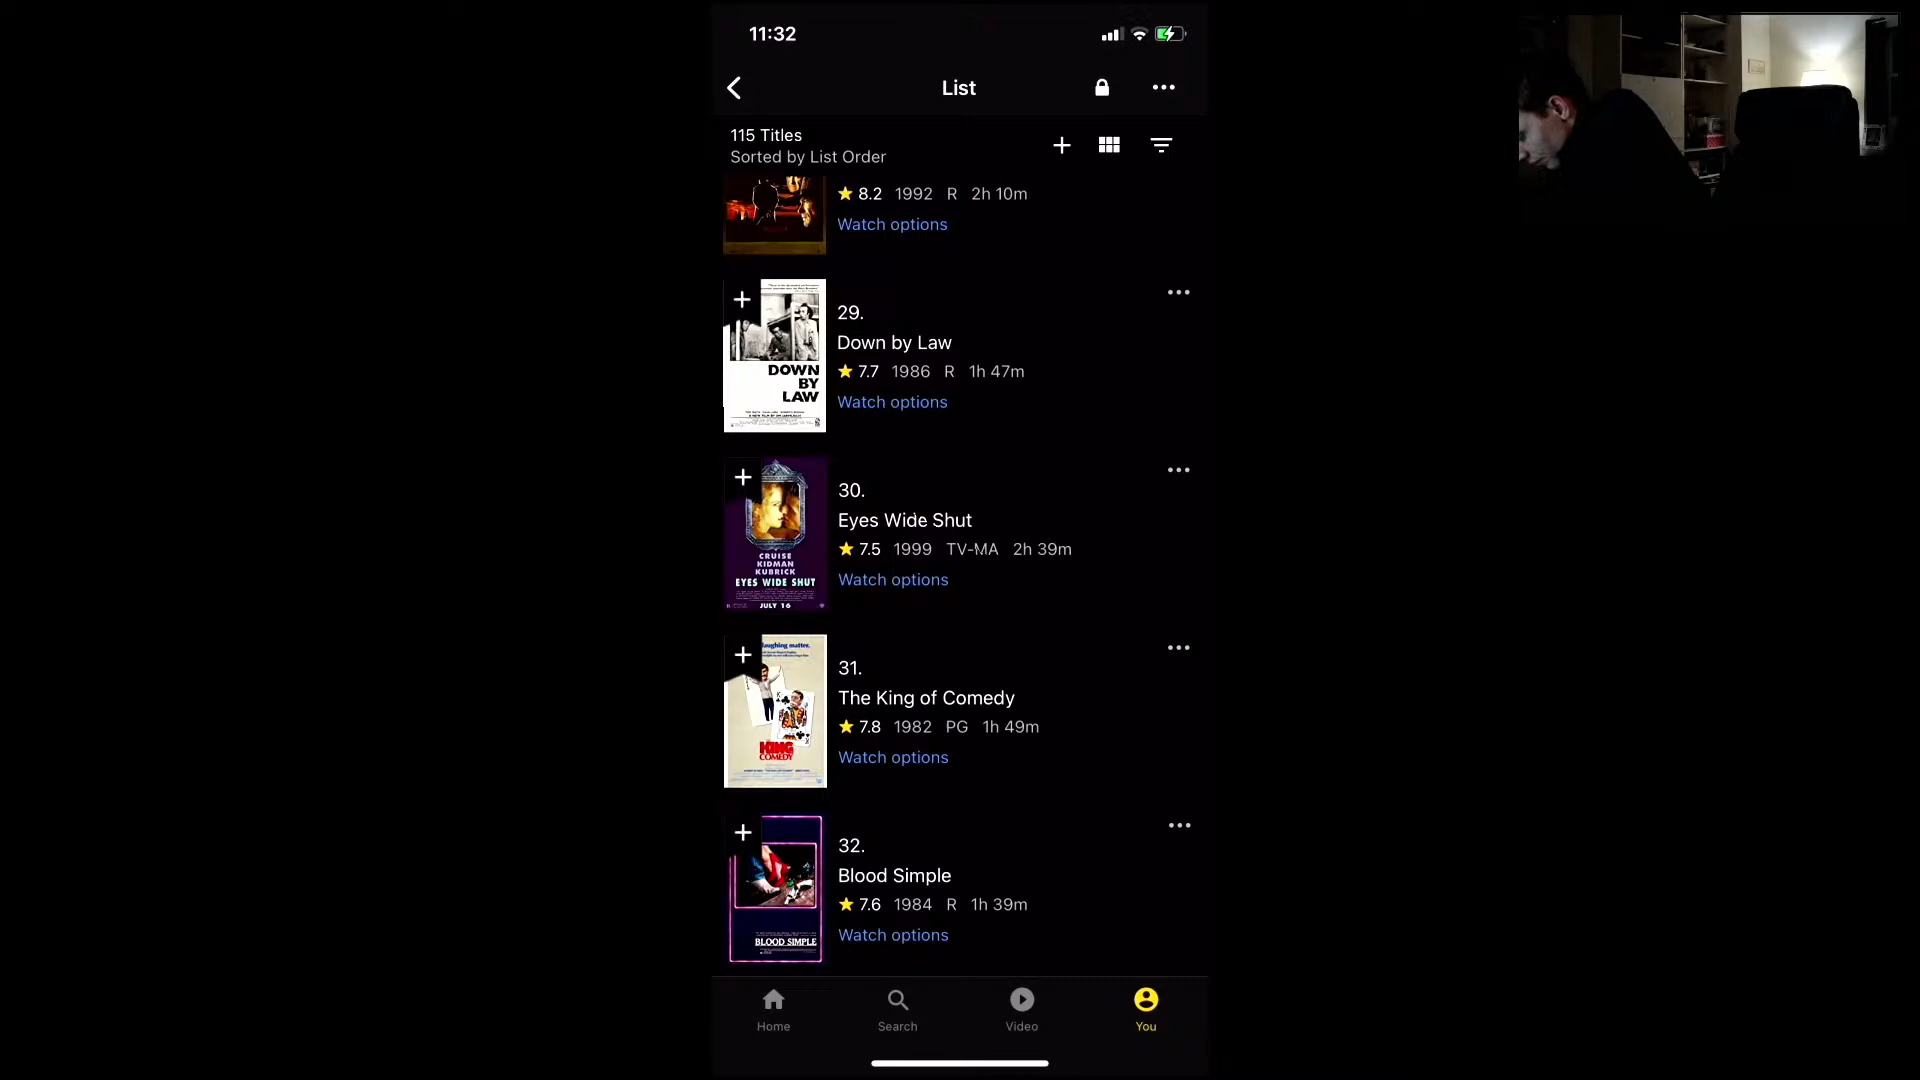 11:32
List
115 Titles
Sorted by List Order
8.2 1992 R 2h 10m
Watch options
29.
Down by Law
7.7 1986 R 1h 47m
Watch options
DOWN
BY
LAW
30.
Eyes Wide Shut
7.5 1999 TV-MA 2h 39m
Watch options
CRUISE
KIDMAN
KUBRICK
EYES WIDE SHUT
JULY 16
31.
The King of Comedy
7.8 1982 PG 1h 49m
Watch options
laughing matter.
KING
COMEDY
32.
Blood Simple
7.6 1984 R 1h 39m
Watch options
BLOOD SIMPLE
Home
Search
Video
You